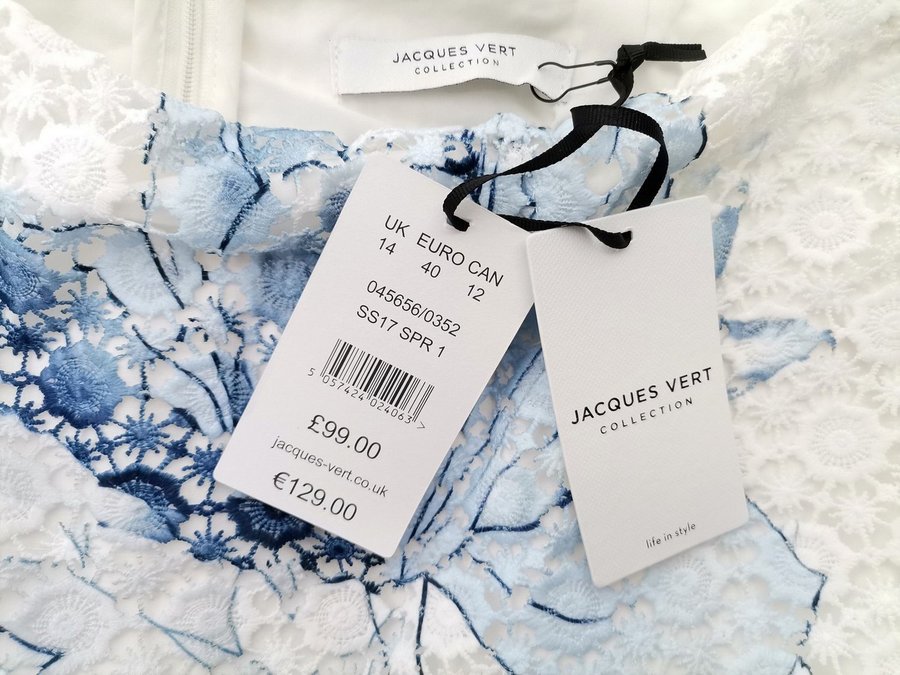 JACQUES VERT
COLLECTION
UK EURO CAN
14 40 12
045656/0352
SS17 SPR 1
5 057424 024063 >
£99.00
jacques-vert.co.uk
€129.00
JACQUES VERT
COLLECTION
life in style